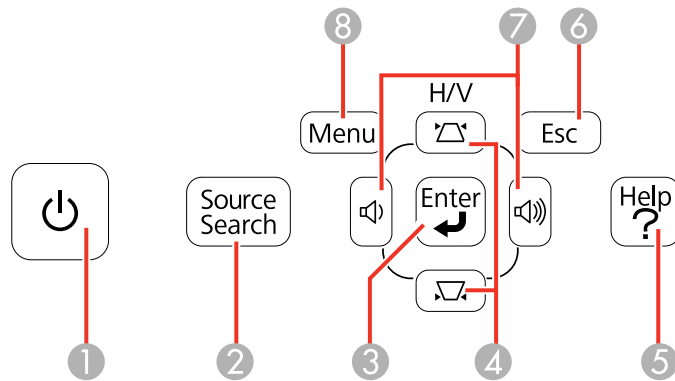 8 7 6
H/V
Menu
Esc
Source
Search
Enter
Help
?
1 2 3 4 5